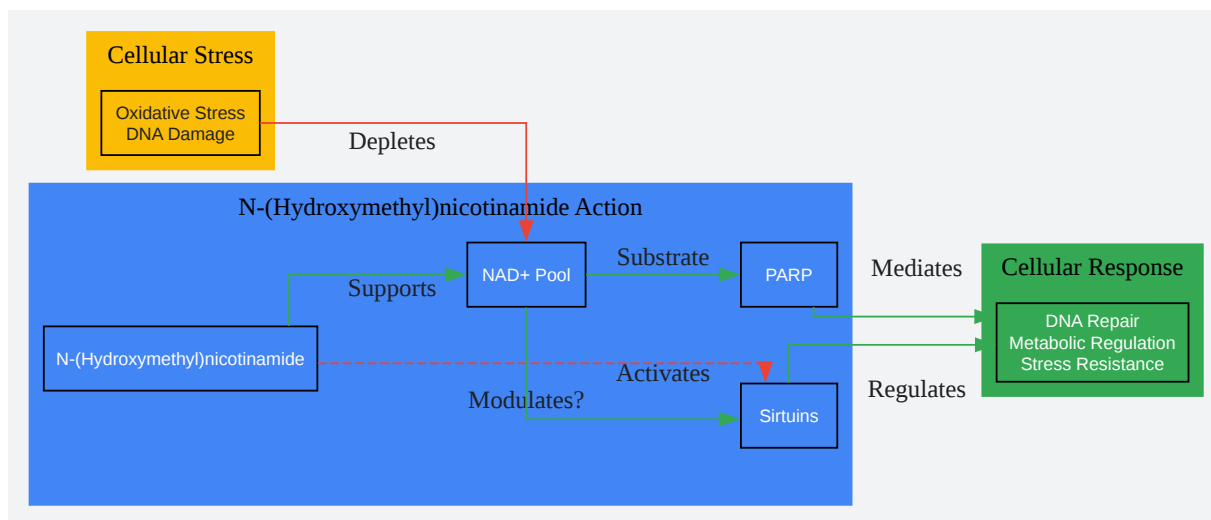 Cellular Stress
Oxidative Stress
DNA Damage
Depletes
N-(Hydroxymethyl)nicotinamide Action
NAD+ Pool
Substrate
PARP
Supports
N-(Hydroxymethyl)nicotinamide
Activates
Modulates?
Sirtuins
Mediates
Cellular Response
DNA Repair
Metabolic Regulation
Stress Resistance
Regulates